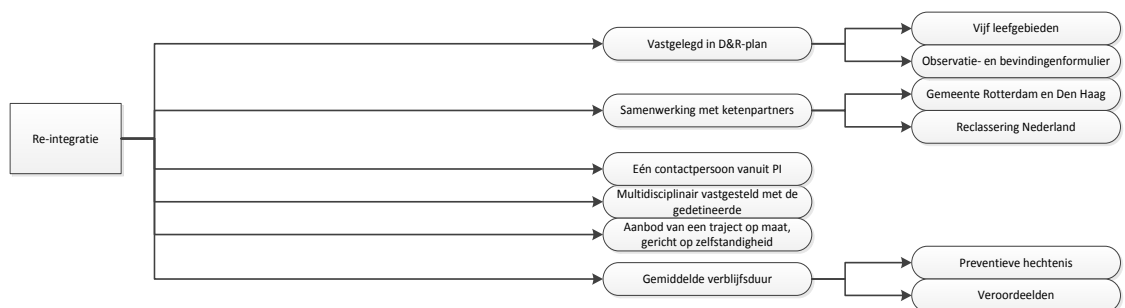 Re-integratie
Vastgelegd in D&R-plan
Vijf leefgebieden
Observatie- en bevindingenformulier
Samenwerking met ketenpartners
Gemeente Rotterdam en Den Haag
Reclassering Nederland
Eén contactpersoon vanuit PI
Multidisciplinair vastgesteld met de
gedetineerde
Aanbod van een traject op maat,
gericht op zelfstandigheid
Gemiddelde verblijfsduur
Preventieve hechtenis
Veroordeelden